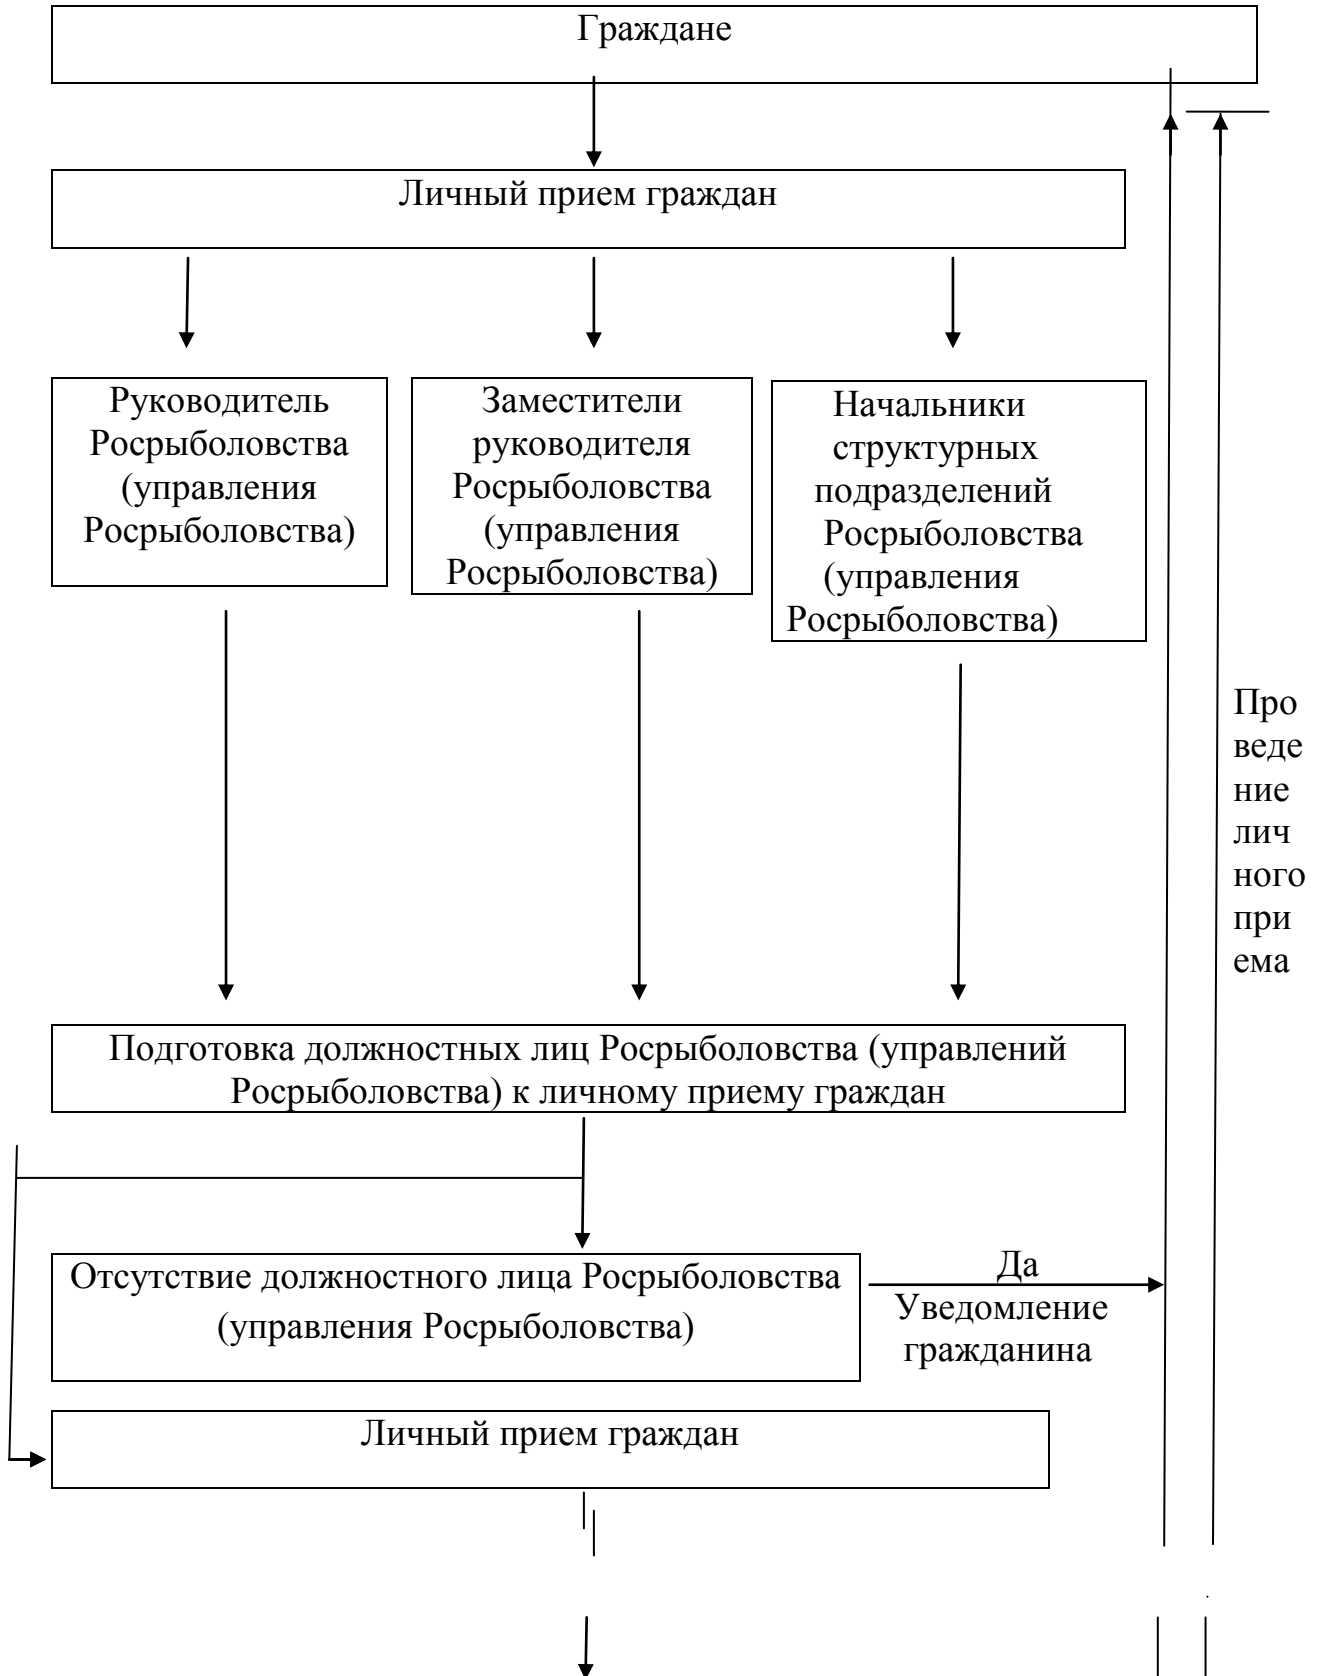 Граждане
Личный прием граждан
Руководитель
Росрыболовства
(управления
Росрыболовства)
Заместители
руководителя
Росрыболовства
(управления
Росрыболовства)
Начальники
структурных
подразделений
Росрыболовства
(управления
Росрыболовства)
Про
веде
ние
лич
ного
при
ема
Подготовка должностных лиц Росрыболовства (управлений
Росрыболовства) к личному приему граждан
Отсутствие должностного лица Росрыболовства
(управления Росрыболовства)
Да
Уведомление
гражданина
Личный прием граждан